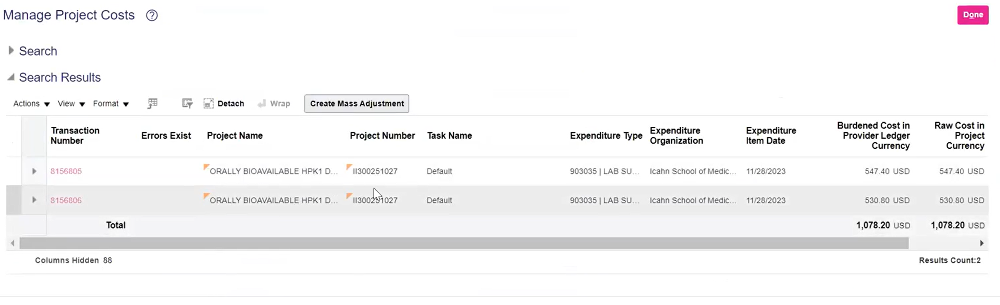 Manage Project Costs ?
Done
Search
Search Results
Actions View Format Detach Wrap Create Mass Adjustment
Transaction Number Errors Exist Project Name Project Number Task Name Expenditure Type Expenditure Organization Expenditure Item Date Burdened Cost in Provider Ledger Currency Raw Cost in Project Currency
8156805 ORALLY BIOAVAILABLE HPK1 D... II300251027 Default 903035 | LAB SU... Icahn School of Medic... 11/28/2023 547.40 USD 547.40 USD
8156806 ORALLY BIOAVAILABLE HPK1 D... II300251027 Default 903035 | LAB SU... Icahn School of Medic... 11/28/2023 530.80 USD 530.80 USD
Total 1,078.20 USD 1,078.20 USD
Columns Hidden 88
Results Count:2